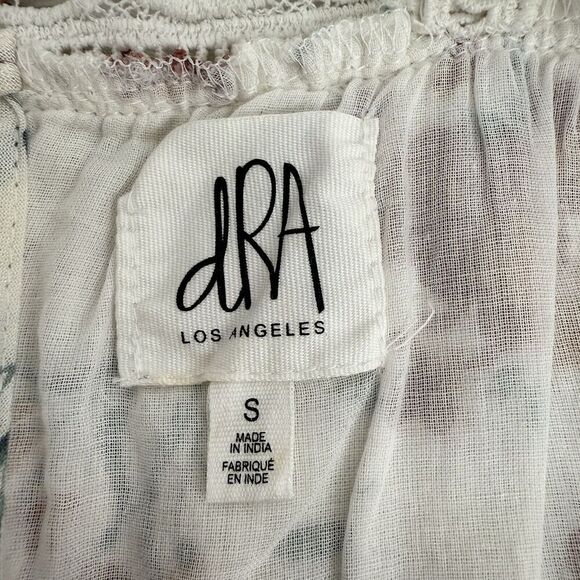 dRA
LOS ANGELES
S
MADE
IN INDIA
FABRIQUÉ
EN INDE